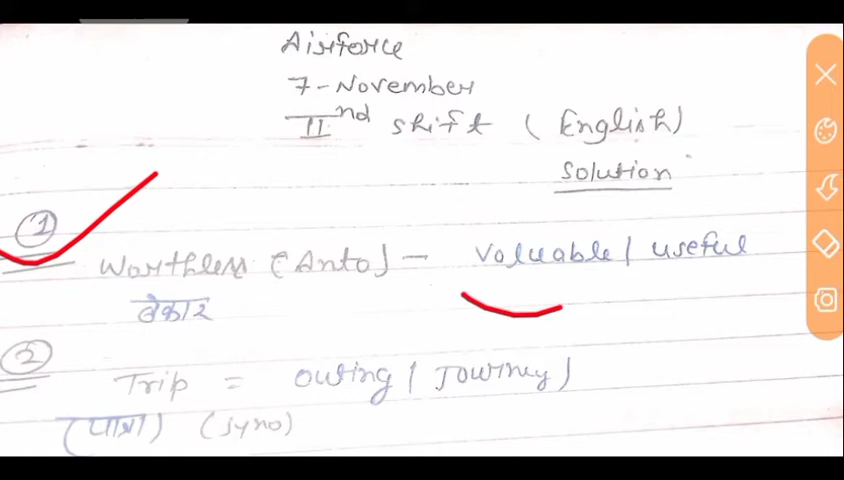 Airforce
7-November
IInd shift (English)
Solution
1
Worthless (Anto) - Valuable / useful
बेकार
2
Trip = Outing / Journey)
(यात्रा) (Syno)